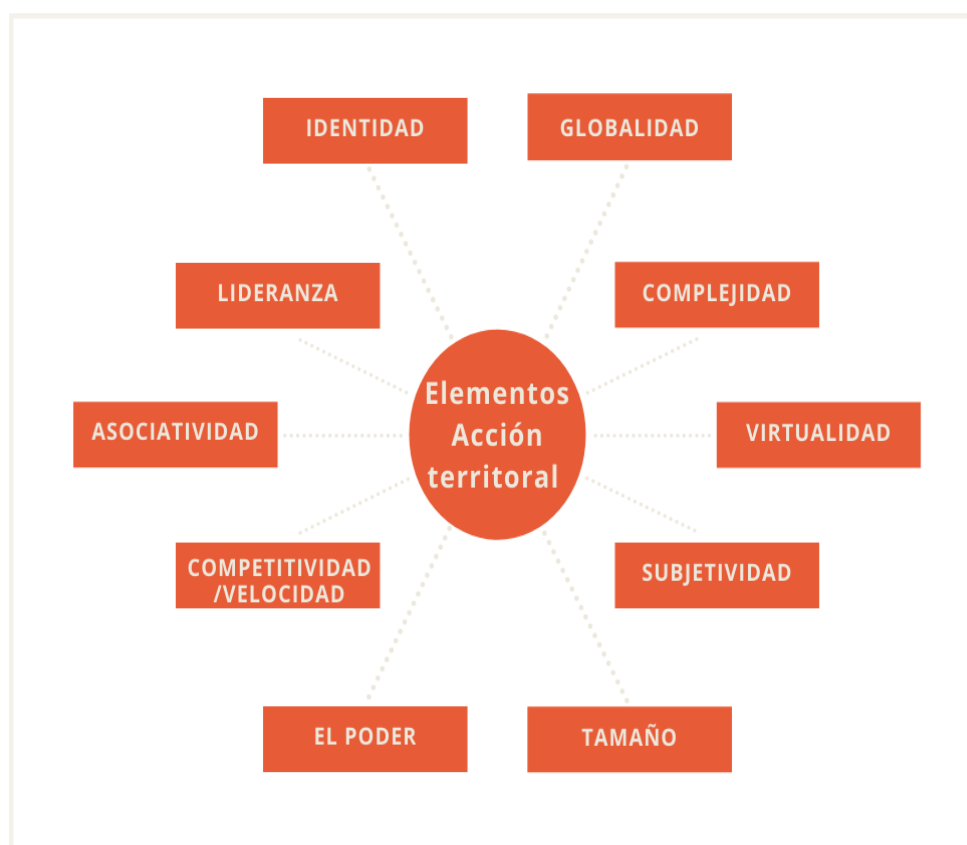 IDENTIDAD
GLOBALIDAD
LIDERANZA
COMPLEJIDAD
Elementos
Acción
territoral
ASOCIATIVIDAD
VIRTUALIDAD
COMPETITIVIDAD
/VELOCIDAD
SUBJETIVIDAD
EL PODER
TAMAÑO